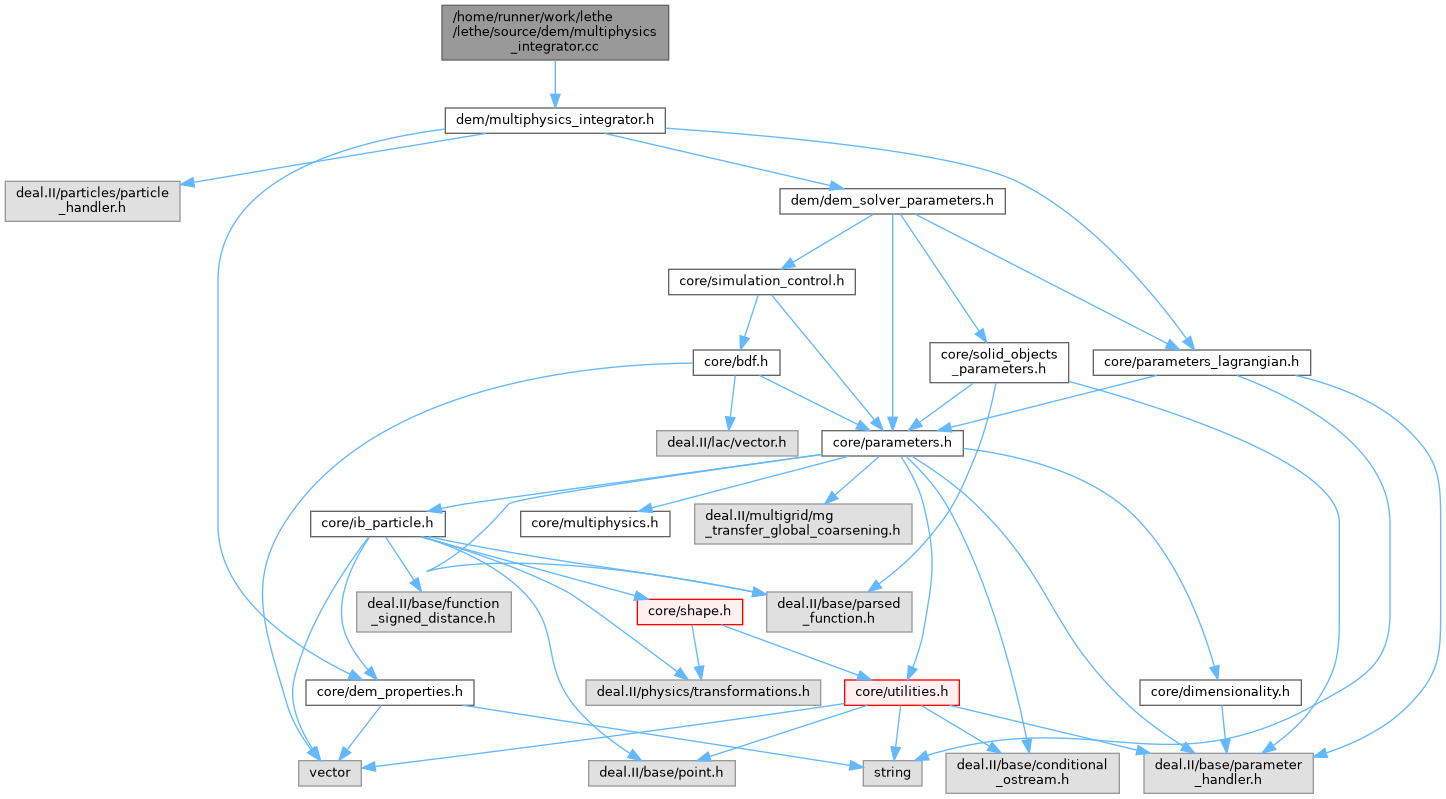 /home/runner/work/lethe
/lethe/source/dem/multiphysics
_integrator.cc
dem/multiphysics_integrator.h
deal.II/particles/particle
_handler.h
dem/dem_solver_parameters.h
core/simulation_control.h
core/bdf.h
core/solid_objects
_parameters.h
core/parameters_lagrangian.h
deal.II/lac/vector.h
core/parameters.h
core/ib_particle.h
core/multiphysics.h
deal.II/multigrid/mg
_transfer_global_coarsening.h
deal.II/base/function
_signed_distance.h
core/shape.h
deal.II/base/parsed
_function.h
core/dem_properties.h
deal.II/physics/transformations.h
core/utilities.h
core/dimensionality.h
vector
deal.II/base/point.h
string
deal.II/base/conditional
_ostream.h
deal.II/base/parameter
_handler.h